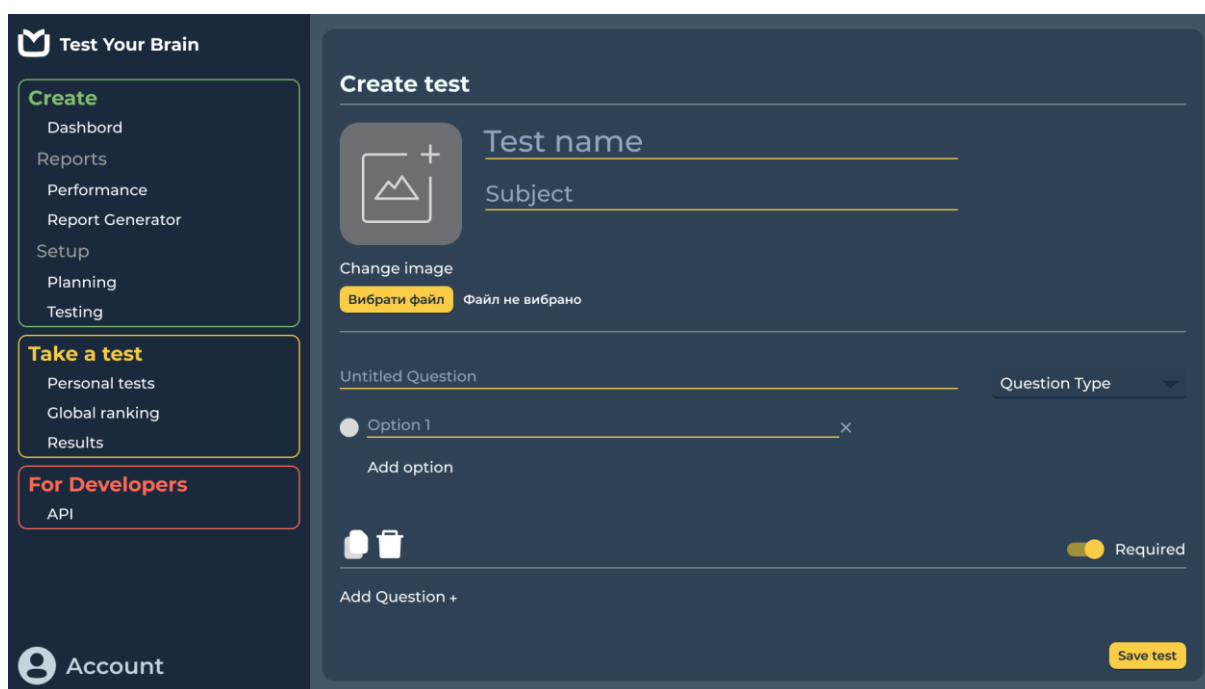 Test Your Brain
Create
Dashbord
Reports
Performance
Report Generator
Setup
Planning
Testing
Take a test
Personal tests
Global ranking
Results
For Developers
API
Account
Create test
Test name
Subject
Change image
Вибрати файл Файл не вибрано
Untitled Question
Question Type
Option 1 ×
Add option
Required
Add Question +
Save test